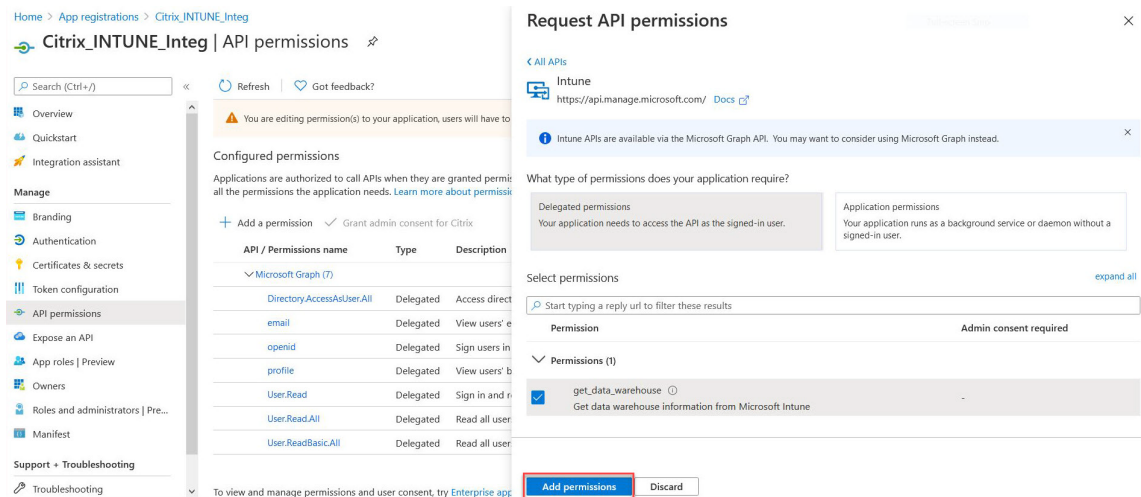 Home > App registrations > Citrix_INTUNE_Integ
Citrix_INTUNE_Integ | API permissions
Search (Ctrl+/)
«
Overview
Quickstart
Integration assistant
Manage
Branding
Authentication
Certificates & secrets
Token configuration
API permissions
Expose an API
App roles | Preview
Owners
Roles and administrators | Pre...
Manifest
Support + Troubleshooting
Troubleshooting
Refresh
Got feedback?
You are editing permission(s) to your application, users will have to
Configured permissions
Applications are authorized to call APIs when they are granted permis
all the permissions the application needs. Learn more about permissio
Add a permission
Grant admin consent for Citrix
API / Permissions name Type Description
Microsoft Graph (7)
Directory.AccessAsUser.All Delegated Access direct
email Delegated View users' e
openid Delegated Sign users in
profile Delegated View users' b
User.Read Delegated Sign in and r
User.Read.All Delegated Read all user
User.ReadBasic.All Delegated Read all user
To view and manage permissions and user consent, try Enterprise app
Request API permissions
< All APIs
Intune
https://api.manage.microsoft.com/ Docs
Intune APIs are available via the Microsoft Graph API. You may want to consider using Microsoft Graph instead.
What type of permissions does your application require?
Delegated permissions
Your application needs to access the API as the signed-in user.
Application permissions
Your application runs as a background service or daemon without a
signed-in user.
Select permissions
expand all
Start typing a reply url to filter these results
Permission Admin consent required
Permissions (1)
get_data_warehouse
Get data warehouse information from Microsoft Intune
-
Add permissions
Discard